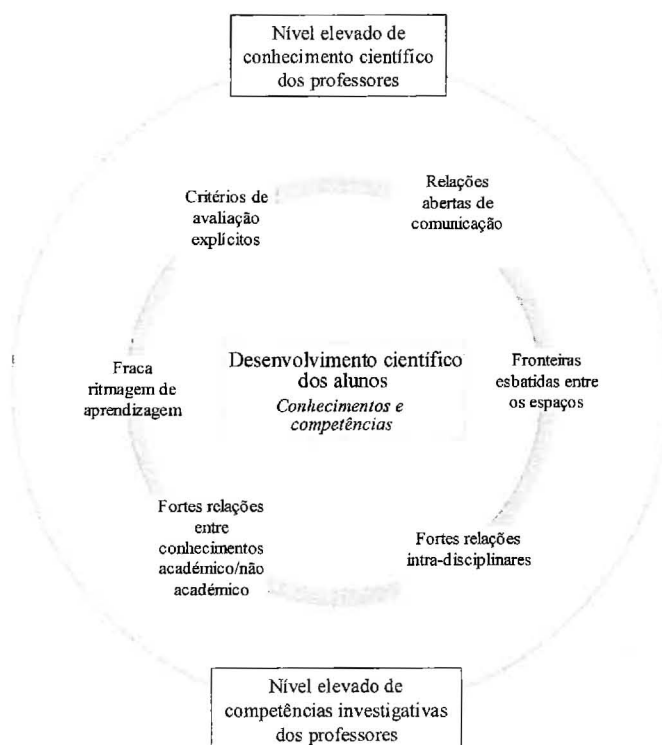 Nível elevado de
conhecimento científico
dos professores
Critérios de
avaliação
explícitos
Relações
abertas de
comunicação
Fraca
ritmagem de
aprendizagem
Desenvolvimento científico
dos alunos
Conhecimentos e
competências
Fronteiras
esbatidas entre
os espaços
Fortes relações
entre
conhecimentos
académico/não
académico
Fortes relações
intra-disciplinares
Nível elevado de
competências investigativas
dos professores